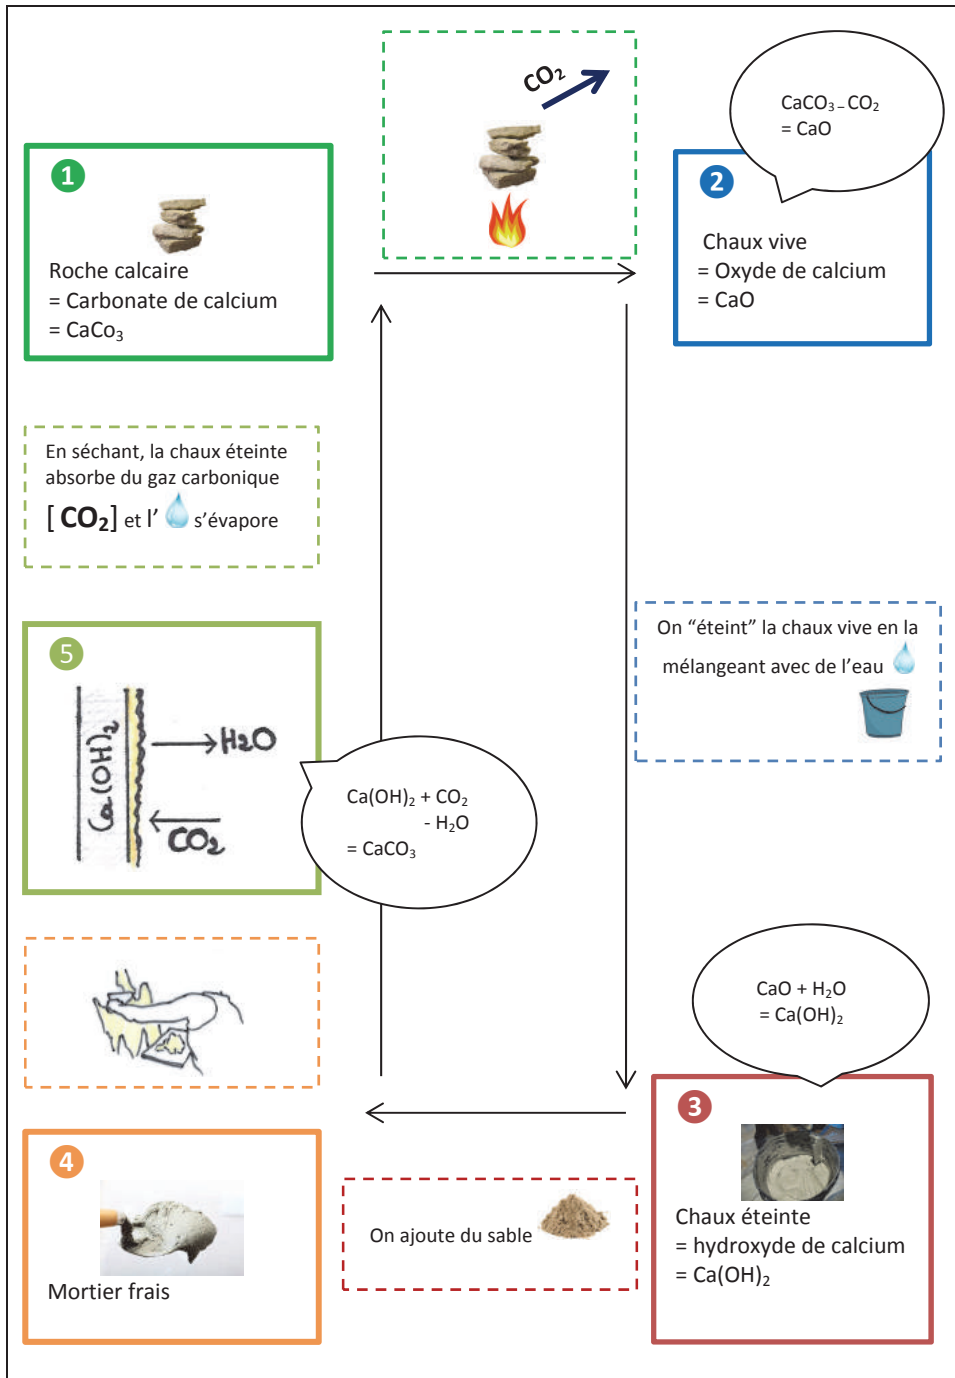 CO₂
CaCO₃ – CO₂
= CaO
1
Roche calcaire
= Carbonate de calcium
= CaCo₃
2
Chaux vive
= Oxyde de calcium
= CaO
En séchant, la chaux éteinte
absorbe du gaz carbonique
[ CO₂] et l’ s’évapore
On “éteint” la chaux vive en la
mélangeant avec de l’eau
5
Ca(OH)₂
H2O
CO₂
Ca(OH)₂ + CO₂
- H₂O
= CaCO₃
CaO + H₂O
= Ca(OH)₂
3
Chaux éteinte
= hydroxyde de calcium
= Ca(OH)₂
On ajoute du sable
4
Mortier frais